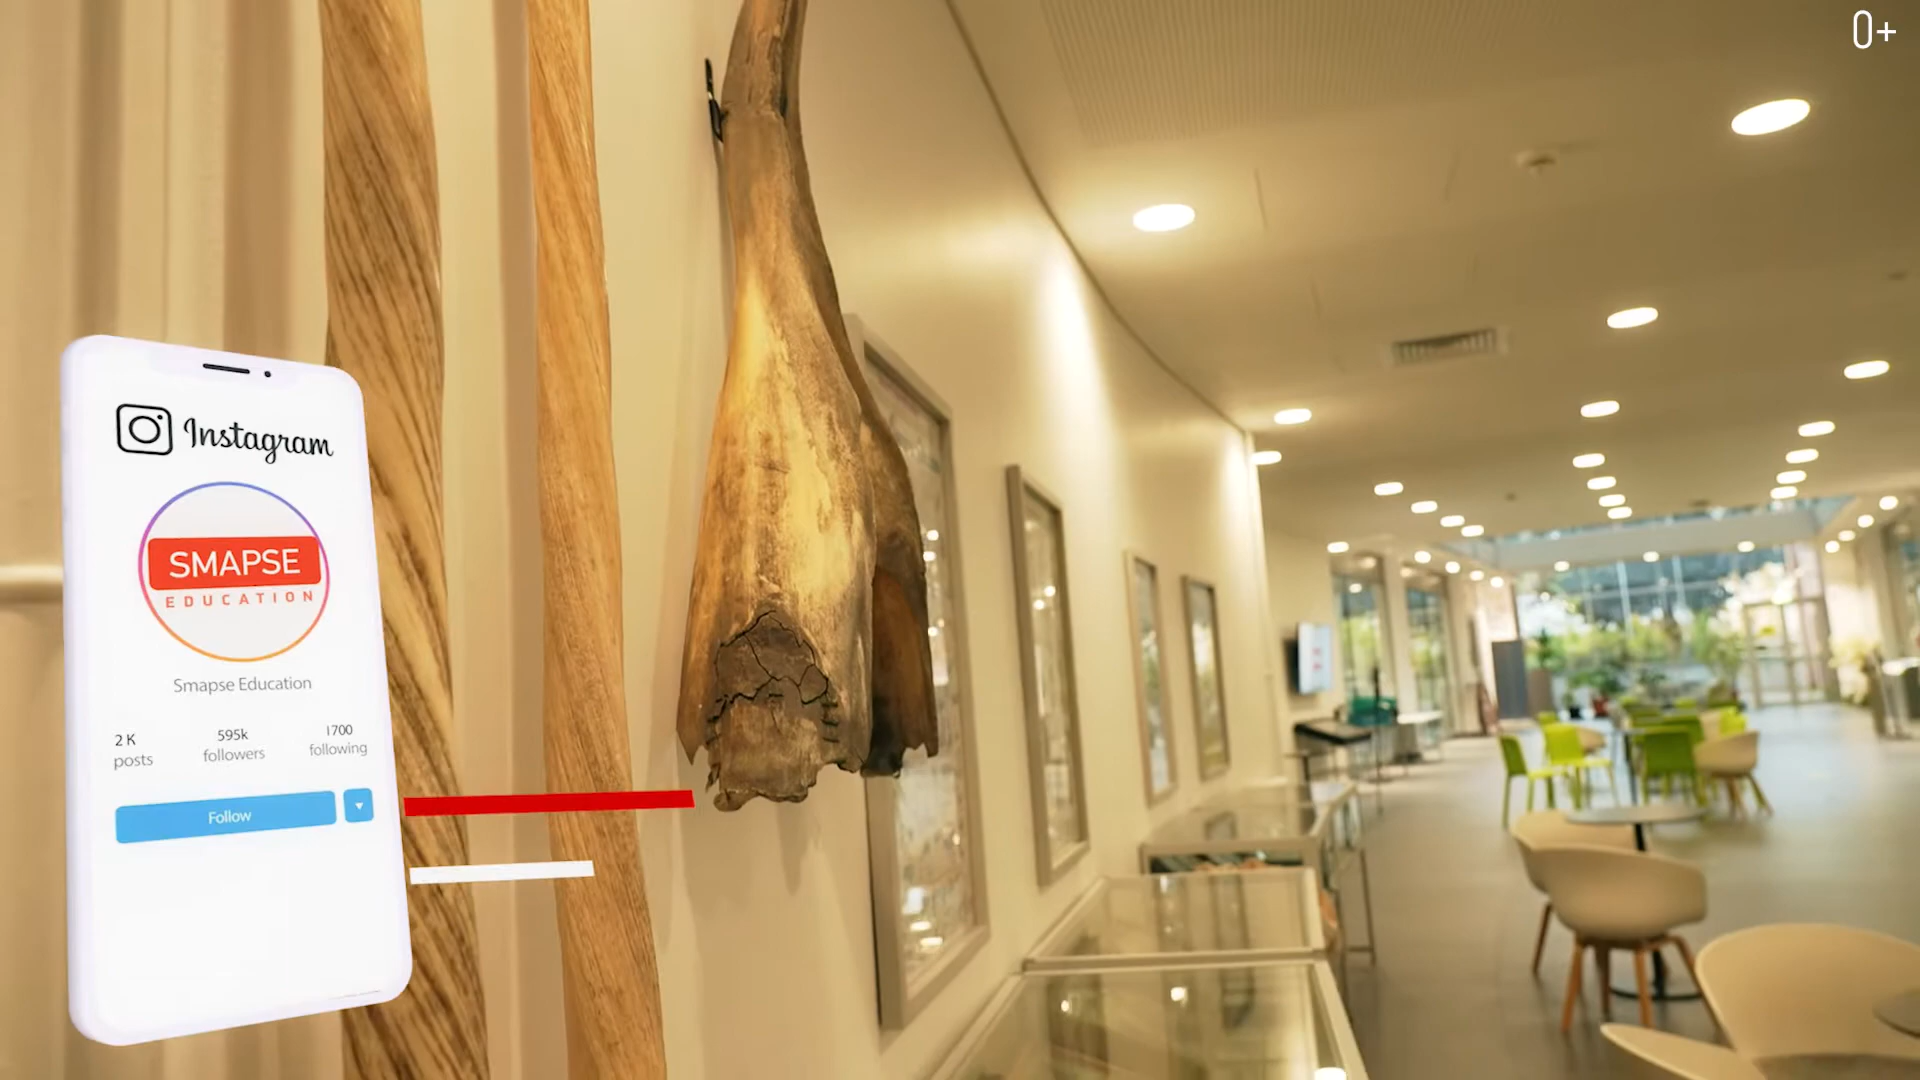 0+
Instagram
SMAPSE
EDUCATION
Smapse Education
2 K 595k 1700
posts followers following
Follow